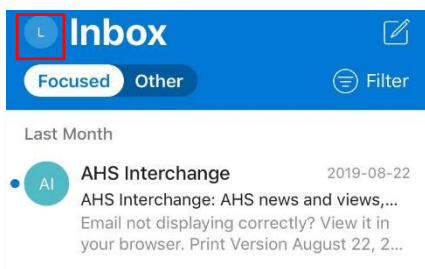 L Inbox
Focused Other Filter
Last Month
AI AHS Interchange 2019-08-22
AHS Interchange: AHS news and views,...
Email not displaying correctly? View it in
your browser. Print Version August 22, 2...